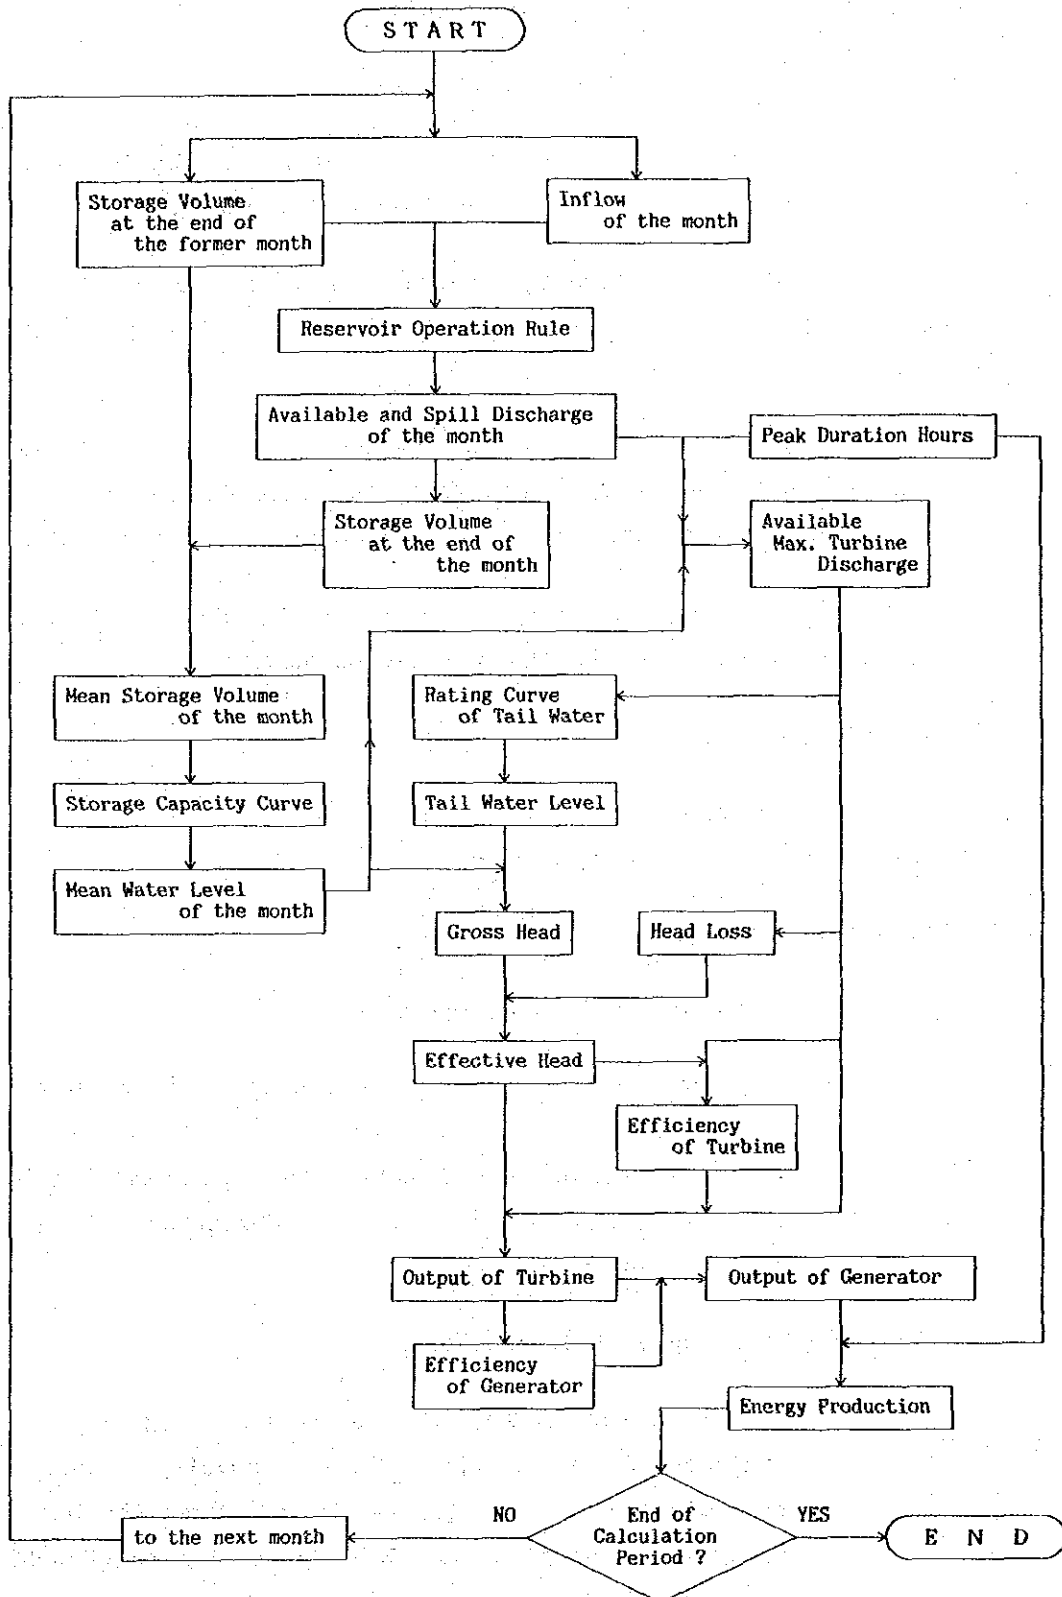 START
Storage Volume
at the end of
the former month
Inflow
of the month
Reservoir Operation Rule
Available and Spill Discharge
of the month
Peak Duration Hours
Storage Volume
at the end of
the month
Available
Max. Turbine
Discharge
Mean Storage Volume
of the month
Rating Curve
of Tail Water
Storage Capacity Curve
Tail Water Level
Mean Water Level
of the month
Gross Head
Head Loss
Effective Head
Efficiency
of Turbine
Output of Turbine
Output of Generator
Efficiency
of Generator
Energy Production
NO
End of
Calculation
Period ?
YES
to the next month
E N D